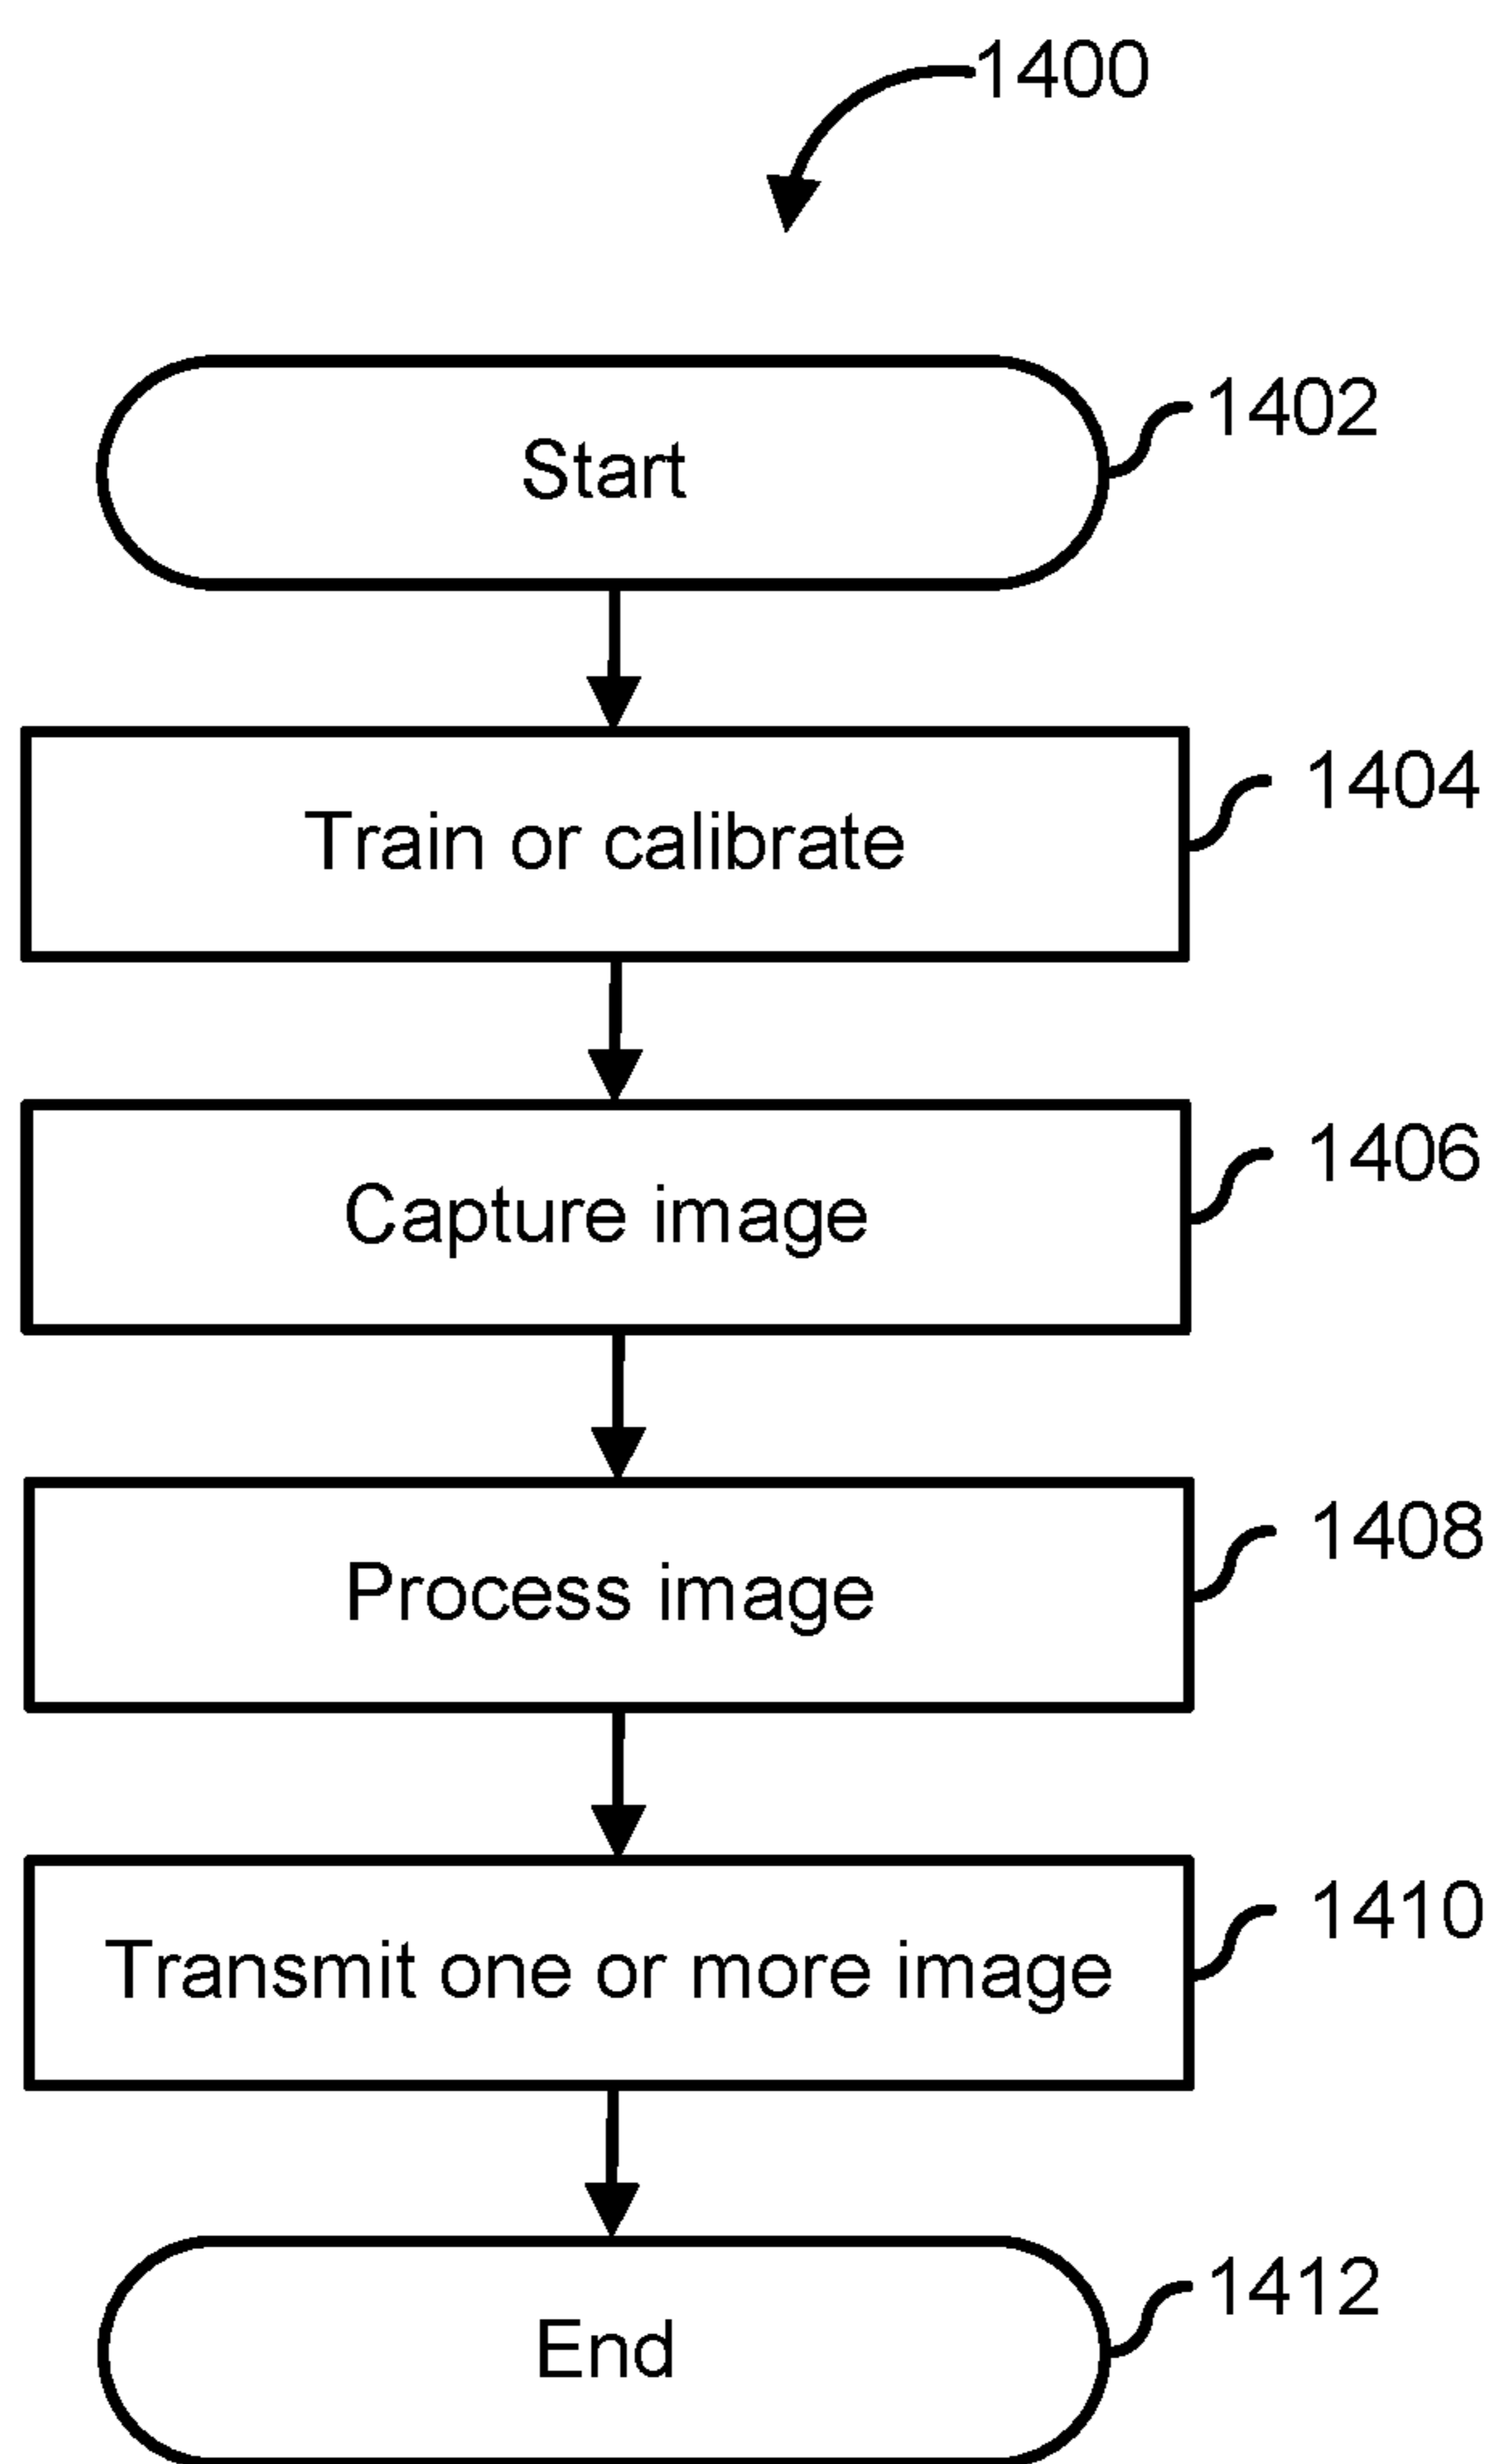 1400
Start
1402
Train or calibrate
1404
Capture image
1406
Process image
1408
Transmit one or more image
1410
End
1412